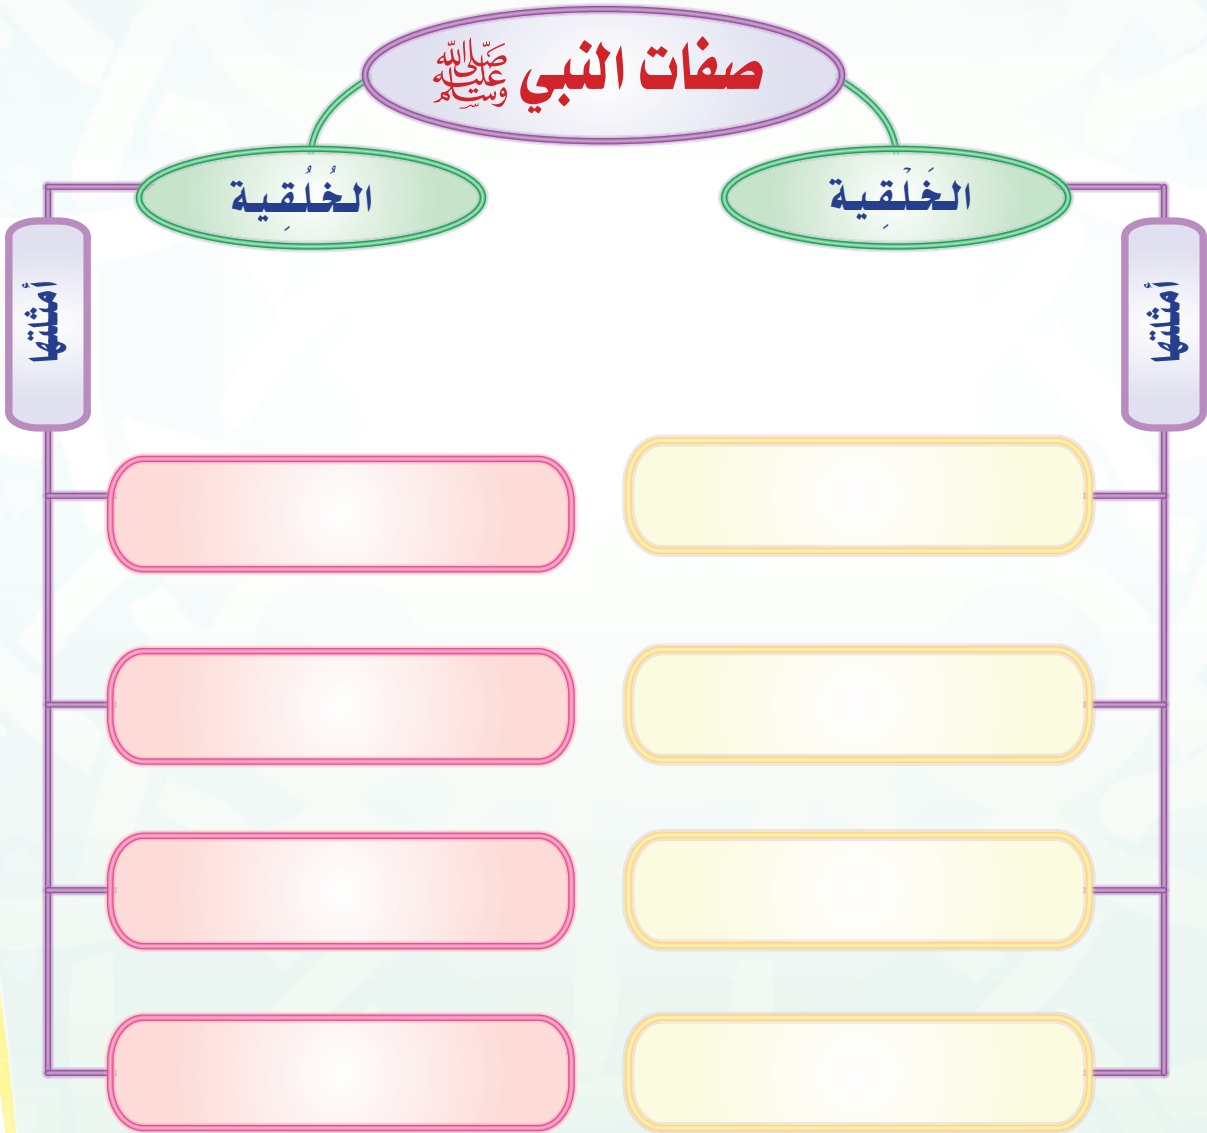 صفات النبي ﷺ
الخَلْقِية
الخُلُقِية
أمثلتها
أمثلتها